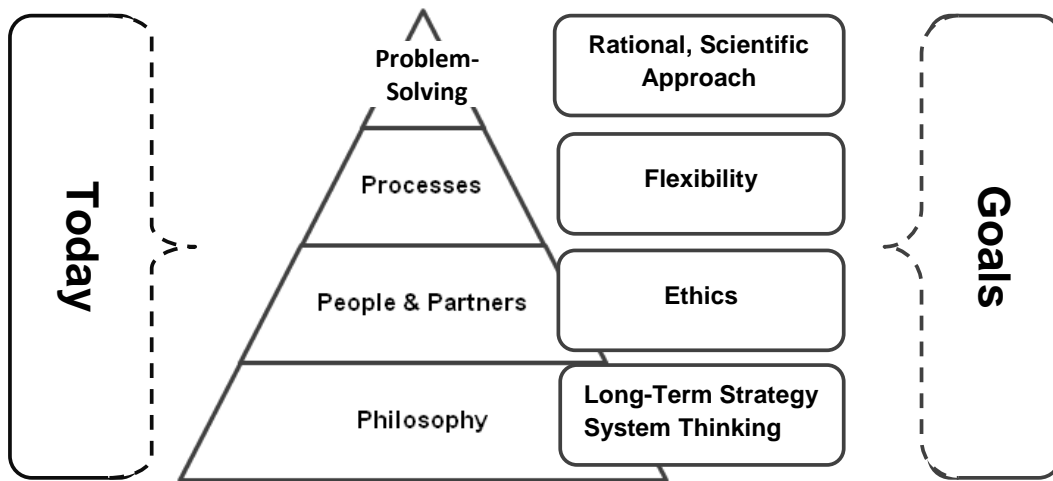 Today
Problem-
Solving
Processes
People & Partners
Philosophy
Rational, Scientific
Approach
Flexibility
Ethics
Long-Term Strategy
System Thinking
Goals